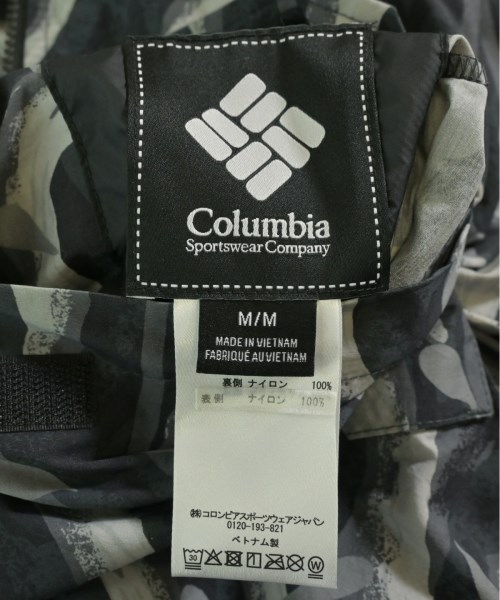 Columbia
Sportswear Company
M/M
MADE IN VIETNAM
FABRIQUÉ AU VIETNAM
裏側 ナイロン 100%
裏側 ナイロン 100%
㈱コロンビアスポーツウェアジャパン
0120-193-821
ベトナム製
30
W